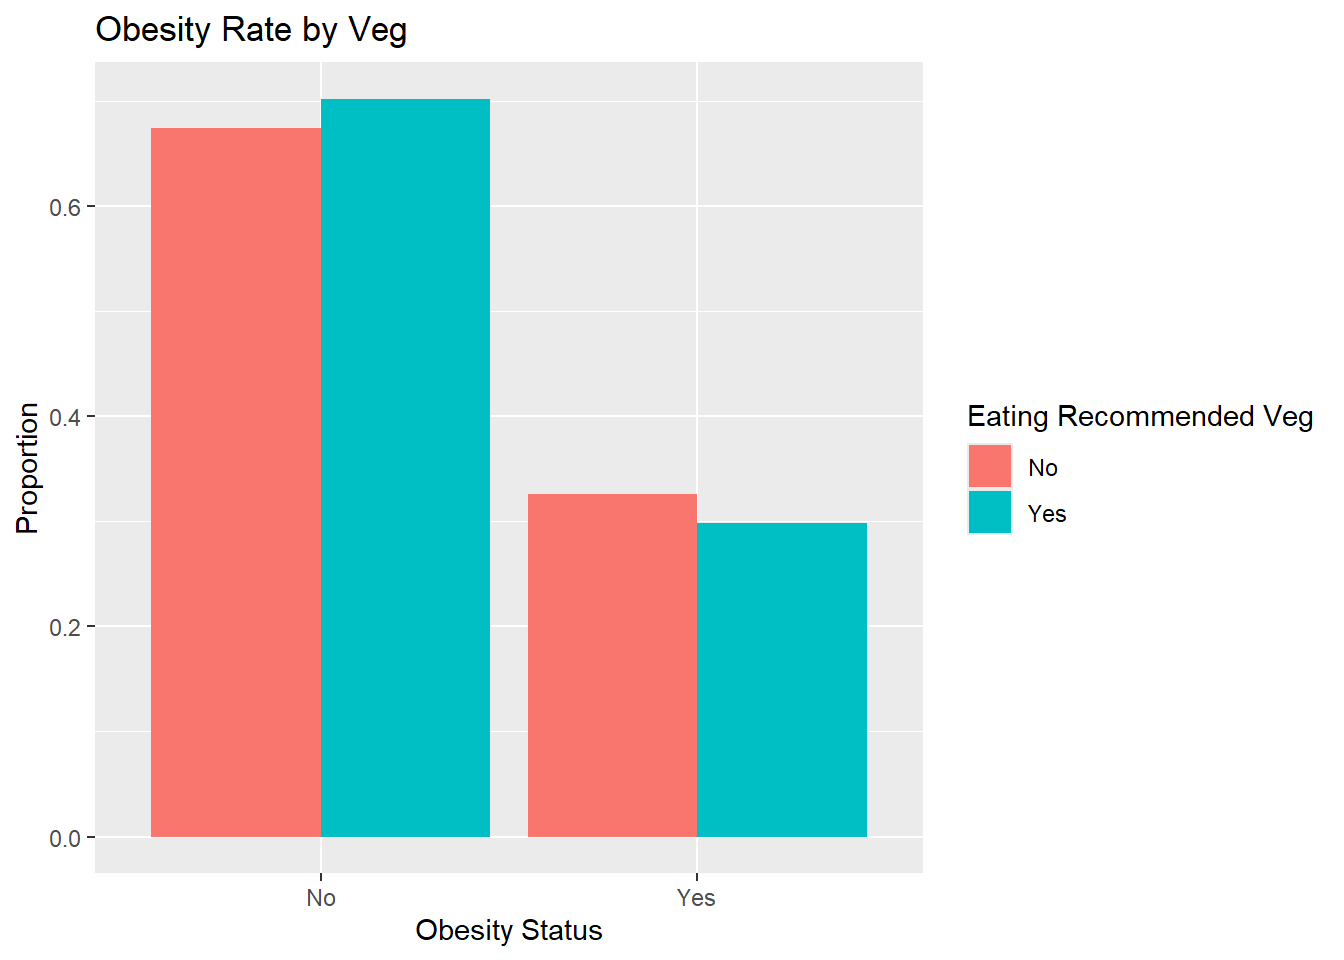 Obesity Rate by Veg
0.6
0.4
0.2
0.0
Proportion
No
Yes
Obesity Status
Eating Recommended Veg
No
Yes